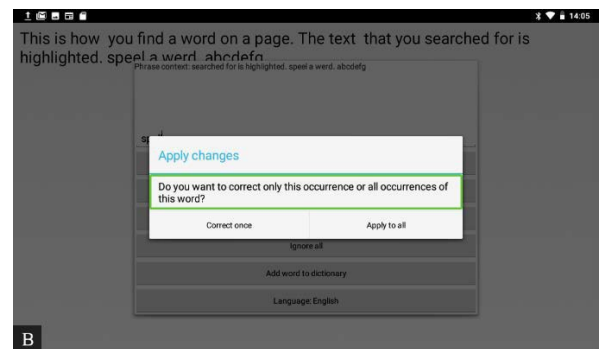 14:05
This is how you find a word on a page. The text that you searched for is
highlighted. speel a werd. abcdefg
Phrase context: searched for is highlighted. speel a werd. abcdefg
Apply changes
Do you want to correct only this occurrence or all occurrences of
this word?
Correct once Apply to all
Ignore all
Add word to dictionary
Language: English
B